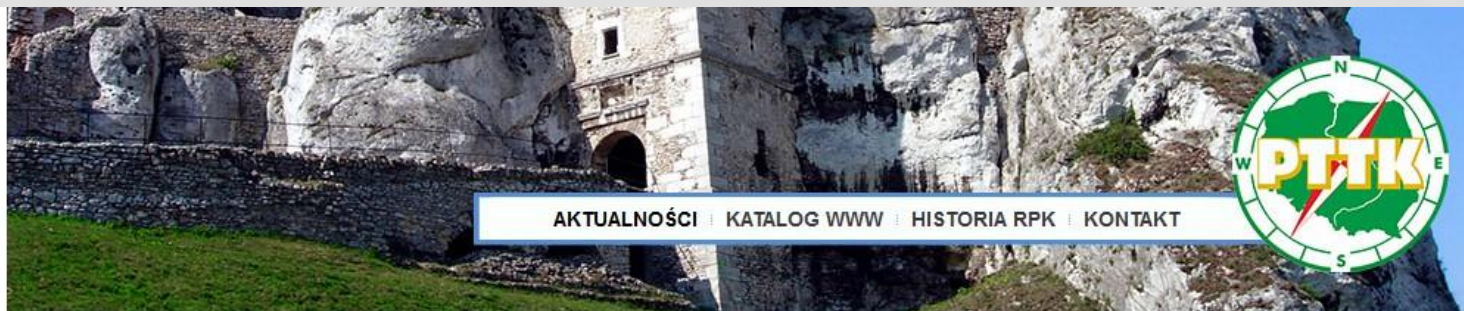 AKTUALNOŚCI KATALOG WWW HISTORIA RPK KONTAKT
N
W PTTK E
S